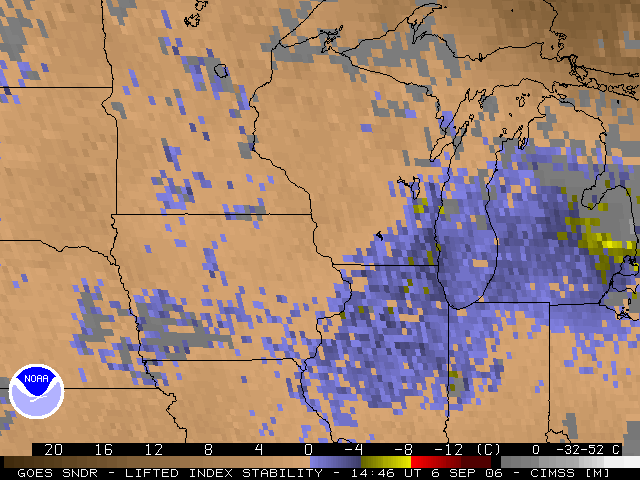 NOAA
20 16 12 8 4 0 -4 -8 -12 (C) 0 -32-52 C
GOES SNDR - LIFTED INDEX STABILITY - 14:46 UT 6 SEP 06 - CIMSS [M]